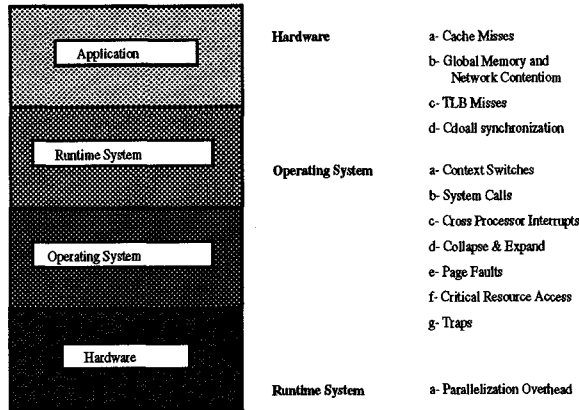 Application
Runtime System
Operating System
Hardware
Hardware
a- Cache Misses
b- Global Memory and
Network Contentiom
c- TLB Misses
d- Cdoall synchronization
Operating System
a- Context Switches
b- System Calls
c- Cross Processor Interrupts
d- Collapse & Expand
e- Page Faults
f- Critical Resource Access
g- Traps
Runtime System
a- Parallelization Overhead